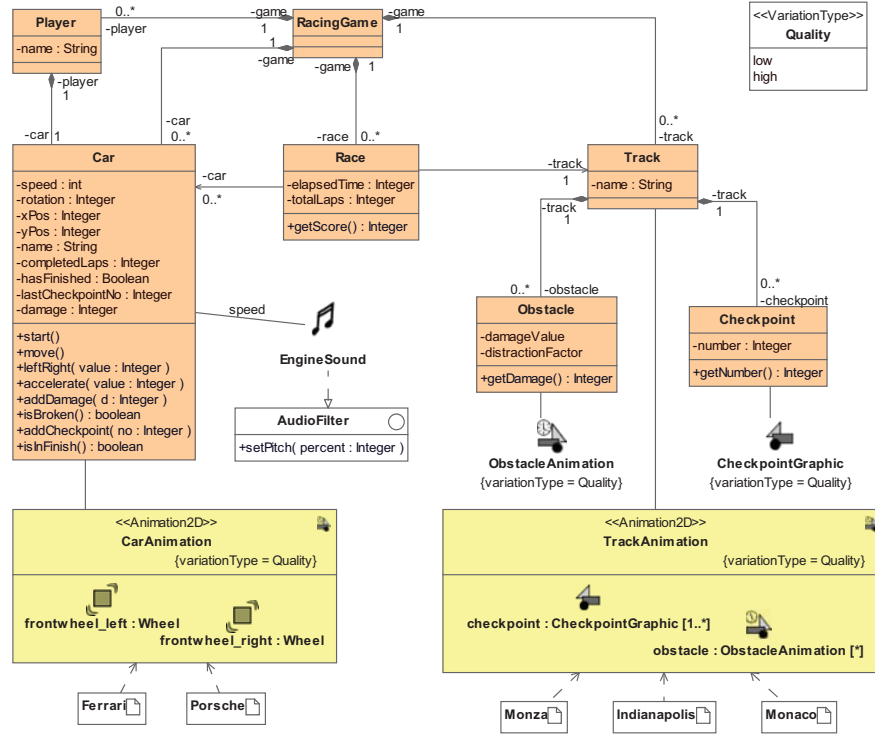 Player
-name : String
0..*
-player
-game
1
RacingGame
-game
1
1
-game
-game
1
<<VariationType>>
Quality
low
high
-player
1
-car
1
-car
0..*
-race
0..*
0..*
-track
Car
-speed : int
-rotation : Integer
-xPos : Integer
-yPos : Integer
-name : String
-completedLaps : Integer
-hasFinished : Boolean
-lastCheckpointNo : Integer
-damage : Integer
+start()
+move()
+leftRight( value : Integer )
+accelerate( value : Integer )
+addDamage( d : Integer )
+isBroken() : boolean
+addCheckpoint( no : Integer )
+isInFinish() : boolean
-car
0..*
Race
-elapsedTime : Integer
-totalLaps : Integer
+getScore() : Integer
-track
1
Track
-name : String
-track
1
-track
1
0..*
-obstacle
0..*
-checkpoint
speed
EngineSound
AudioFilter
+setPitch( percent : Integer )
Obstacle
-damageValue
-distractionFactor
+getDamage() : Integer
Checkpoint
-number : Integer
+getNumber() : Integer
ObstacleAnimation
{variationType = Quality}
CheckpointGraphic
{variationType = Quality}
<<Animation2D>>
CarAnimation
{variationType = Quality}
frontwheel_left : Wheel
frontwheel_right : Wheel
<<Animation2D>>
TrackAnimation
{variationType = Quality}
checkpoint : CheckpointGraphic [1..*]
obstacle : ObstacleAnimation [*]
Ferrari
Porsche
Monza
Indianapolis
Monaco